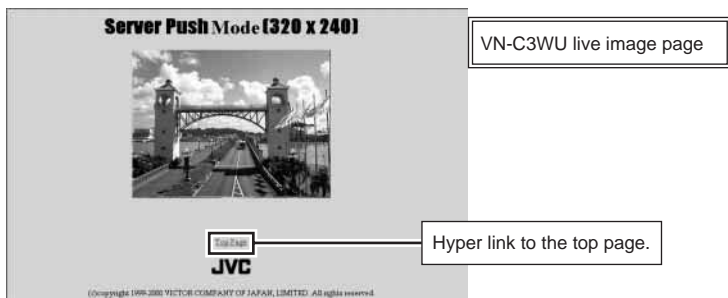 Server Push Mode (320 x 240)
VN-C3WU live image page
Top Page
Hyper link to the top page.
JVC
(c)copyright 1999-2000 VICTOR COMPANY OF JAPAN, LIMITED. All rights reserved.